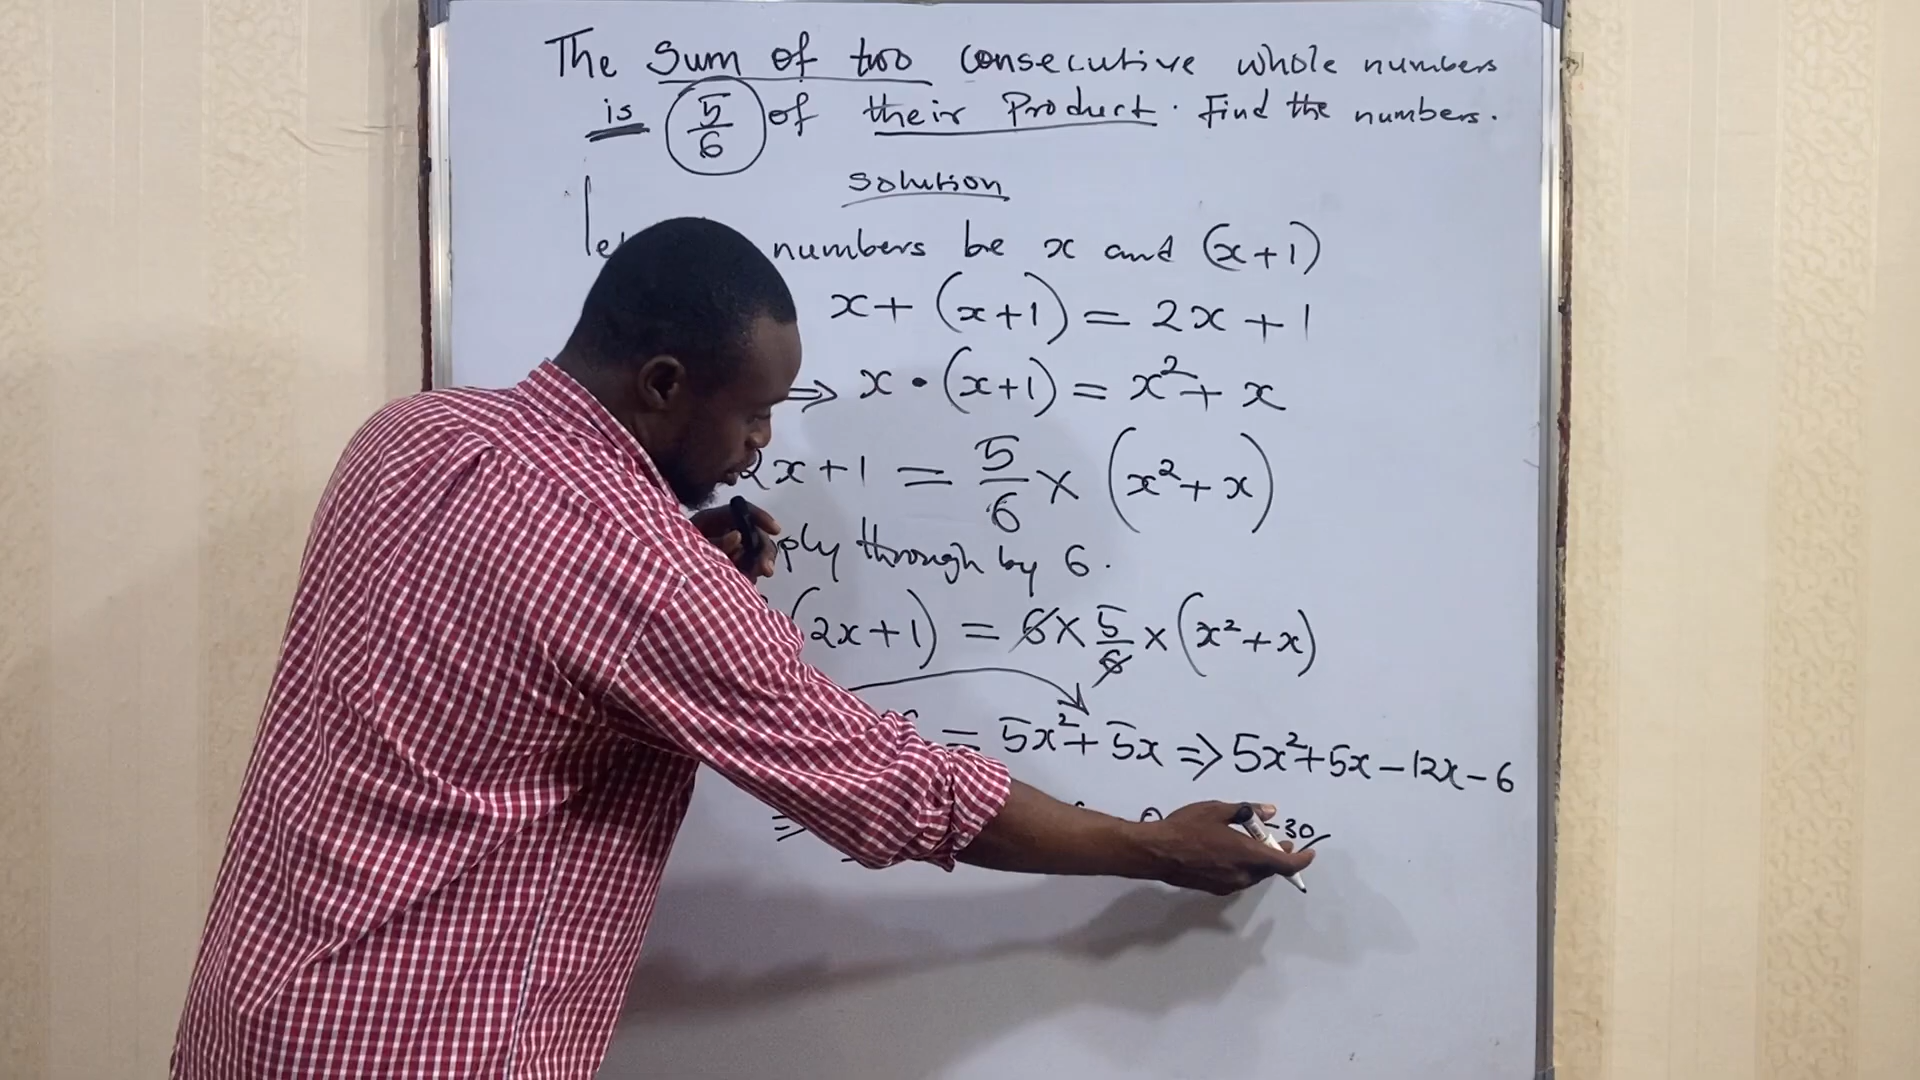 The Sum of two consecutive whole numbers
is 5/6 of their Product. Find the numbers.
Solution
numbers be x and (x+1)
x + (x+1) = 2x + 1
⇒ x • (x+1) = x² + x
2x + 1 = 5/6 × (x² + x)
through by 6.
(2x+1) = 6 × 5/6 × (x² + x)
= 5x² + 5x ⇒ 5x² + 5x − 12x − 6
⇒
−30